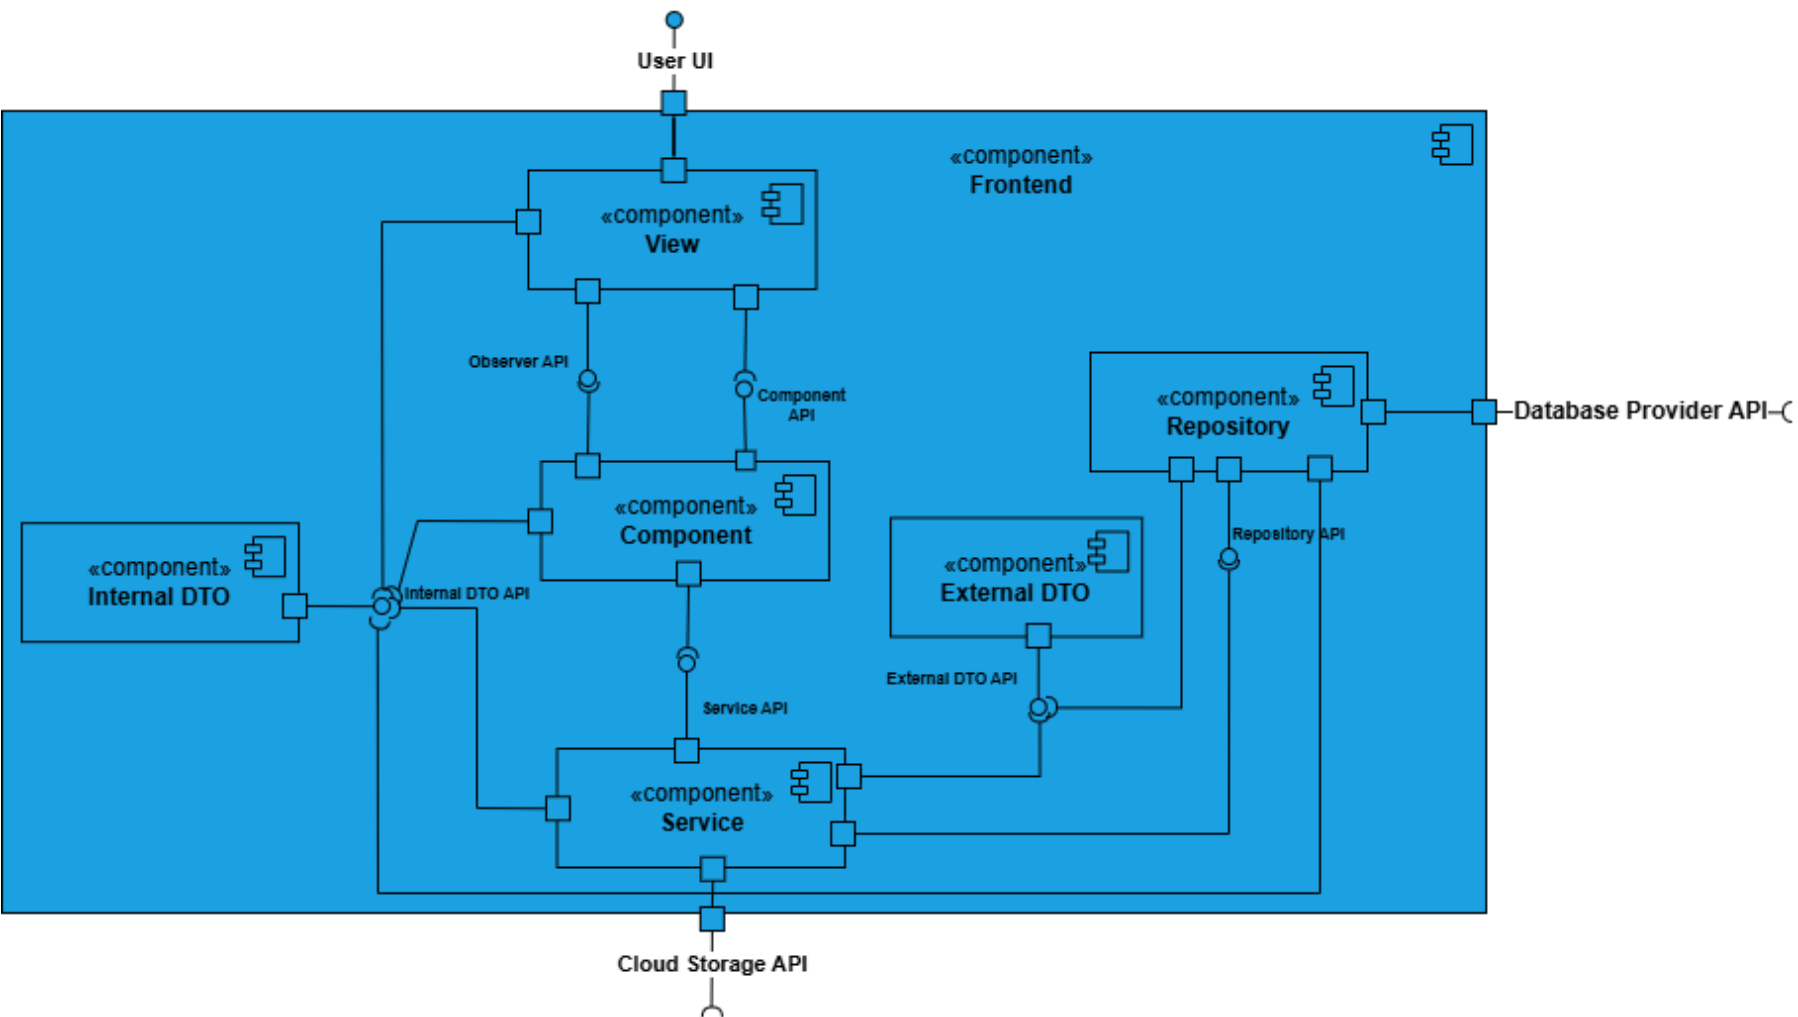 User UI
«component»
Frontend
«component»
View
Observer API
Component
API
«component»
Repository
Database Provider API
«component»
Component
«component»
Internal DTO
Internal DTO API
«component»
External DTO
Repository API
External DTO API
Service API
«component»
Service
Cloud Storage API